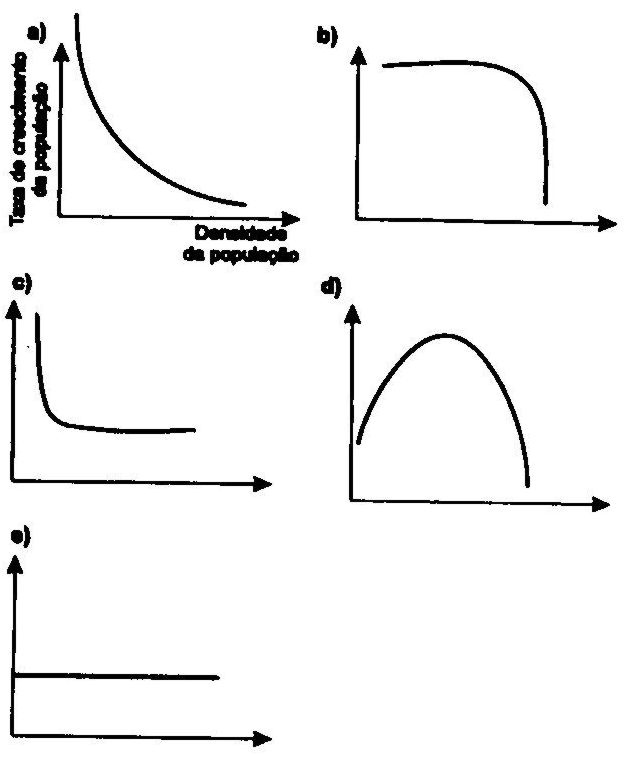 a)
Taxa de crescimento
da população
Densidade
da população
b)
c)
d)
e)